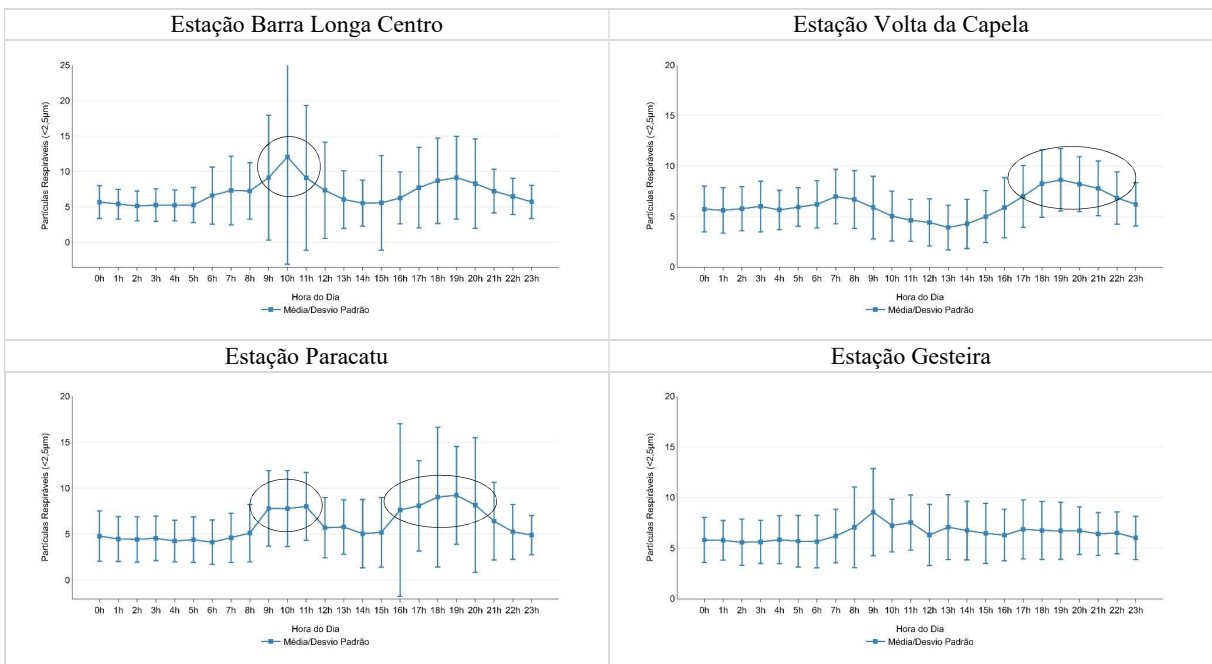 Estação Barra Longa Centro
Partículas Respiráveis (<2,5µm)
25
20
15
10
5
0
0h 1h 2h 3h 4h 5h 6h 7h 8h 9h 10h 11h 12h 13h 14h 15h 16h 17h 18h 19h 20h 21h 22h 23h
Hora do Dia
Média/Desvio Padrão
Estação Volta da Capela
Partículas Respiráveis (<2,5µm)
20
15
10
5
0
0h 1h 2h 3h 4h 5h 6h 7h 8h 9h 10h 11h 12h 13h 14h 15h 16h 17h 18h 19h 20h 21h 22h 23h
Hora do Dia
Média/Desvio Padrão
Estação Paracatu
Partículas Respiráveis (<2,5µm)
20
15
10
5
0
0h 1h 2h 3h 4h 5h 6h 7h 8h 9h 10h 11h 12h 13h 14h 15h 16h 17h 18h 19h 20h 21h 22h 23h
Hora do Dia
Média/Desvio Padrão
Estação Gesteira
Partículas Respiráveis (<2,5µm)
20
15
10
5
0
0h 1h 2h 3h 4h 5h 6h 7h 8h 9h 10h 11h 12h 13h 14h 15h 16h 17h 18h 19h 20h 21h 22h 23h
Hora do Dia
Média/Desvio Padrão